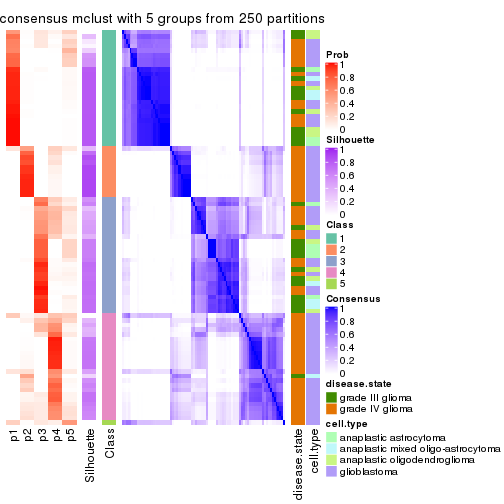 consensus mclust with 5 groups from 250 partitions
Prob
1
0.8
0.6
0.4
0.2
0
Silhouette
1
0.8
0.6
0.4
0.2
0
Class
1
2
3
4
5
Consensus
1
0.8
0.6
0.4
0.2
0
disease.state
grade III glioma
grade IV glioma
cell.type
anaplastic astrocytoma
anaplastic mixed oligo-astrocytoma
anaplastic oligodendroglioma
glioblastoma
p1
p2
p3
p4
p5
Silhouette
Class
disease.state
cell.type